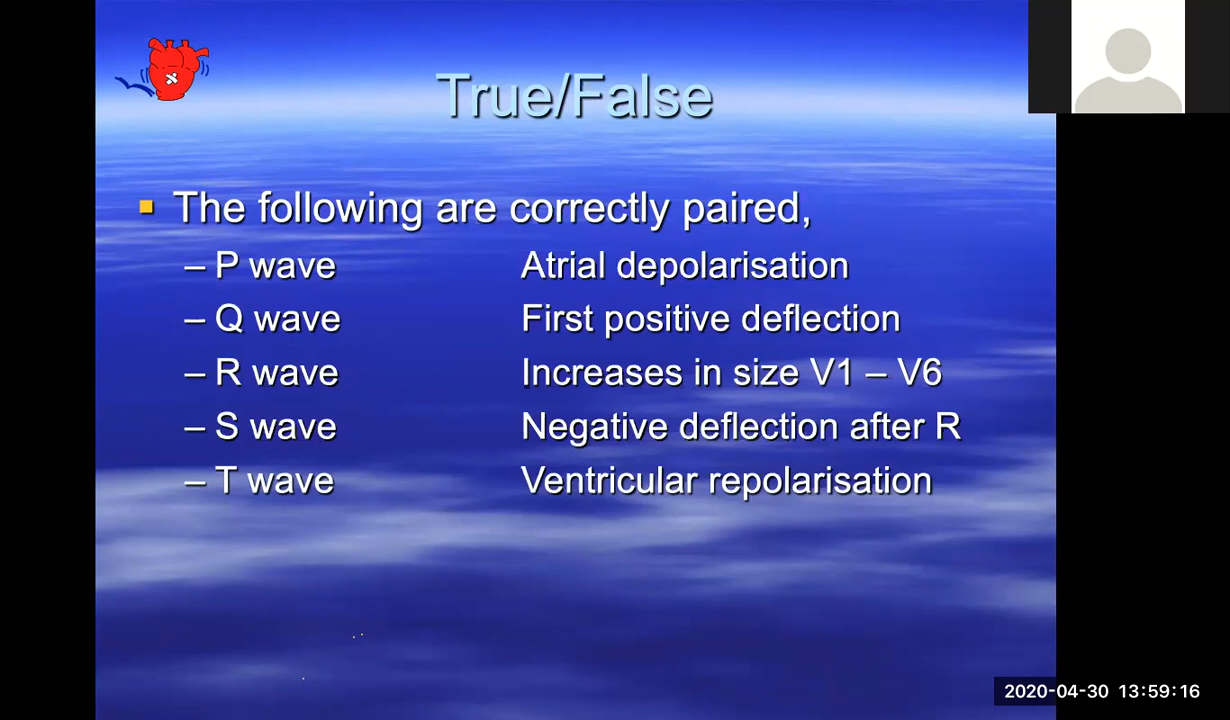 True/False
▪ The following are correctly paired,
– P wave Atrial depolarisation
– Q wave First positive deflection
– R wave Increases in size V1 – V6
– S wave Negative deflection after R
– T wave Ventricular repolarisation
2020-04-30 13:59:16